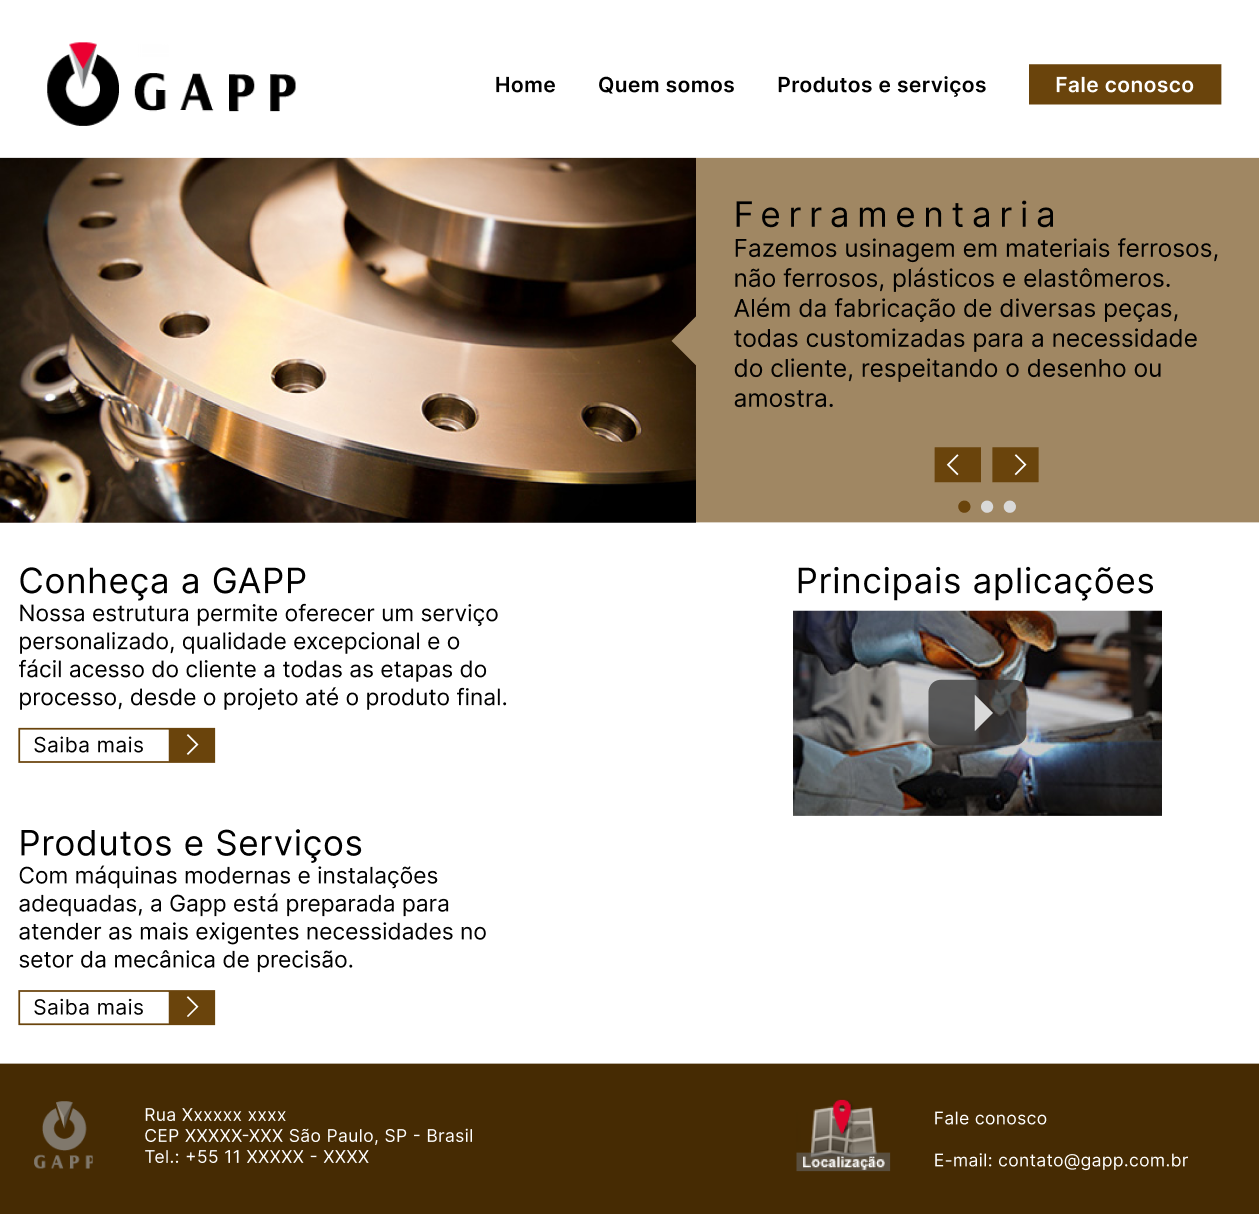 GAPP
Home
Quem somos
Produtos e serviços
Fale conosco
Ferramentaria
Fazemos usinagem em materiais ferrosos,
não ferrosos, plásticos e elastômeros.
Além da fabricação de diversas peças,
todas customizadas para a necessidade
do cliente, respeitando o desenho ou
amostra.
Conheça a GAPP
Nossa estrutura permite oferecer um serviço
personalizado, qualidade excepcional e o
fácil acesso do cliente a todas as etapas do
processo, desde o projeto até o produto final.
Saiba mais
Principais aplicações
Produtos e Serviços
Com máquinas modernas e instalações
adequadas, a Gapp está preparada para
atender as mais exigentes necessidades no
setor da mecânica de precisão.
Saiba mais
GAPP
Rua Xxxxxx xxxx
CEP XXXXX-XXX São Paulo, SP - Brasil
Tel.: +55 11 XXXXX - XXXX
Localização
Fale conosco
E-mail: contato@gapp.com.br